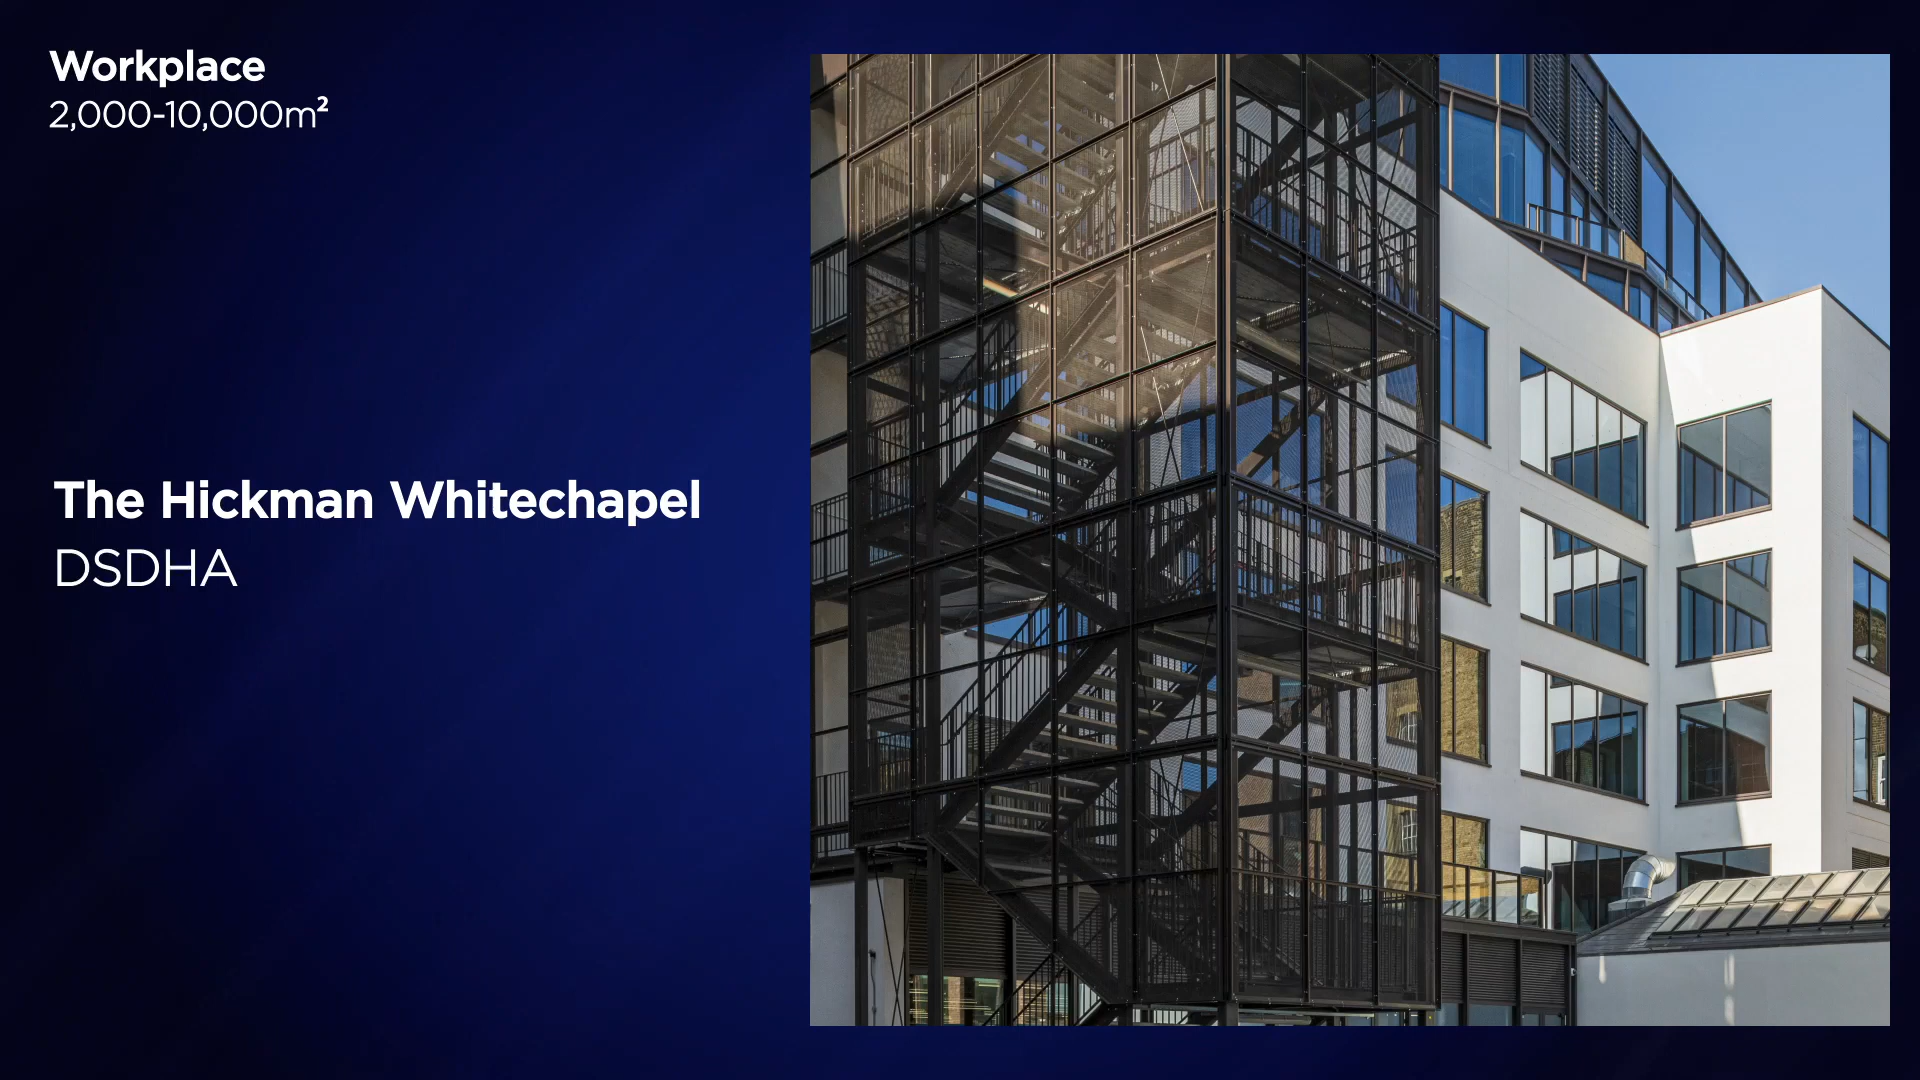 Workplace
2,000-10,000m²
The Hickman Whitechapel
DSDHA